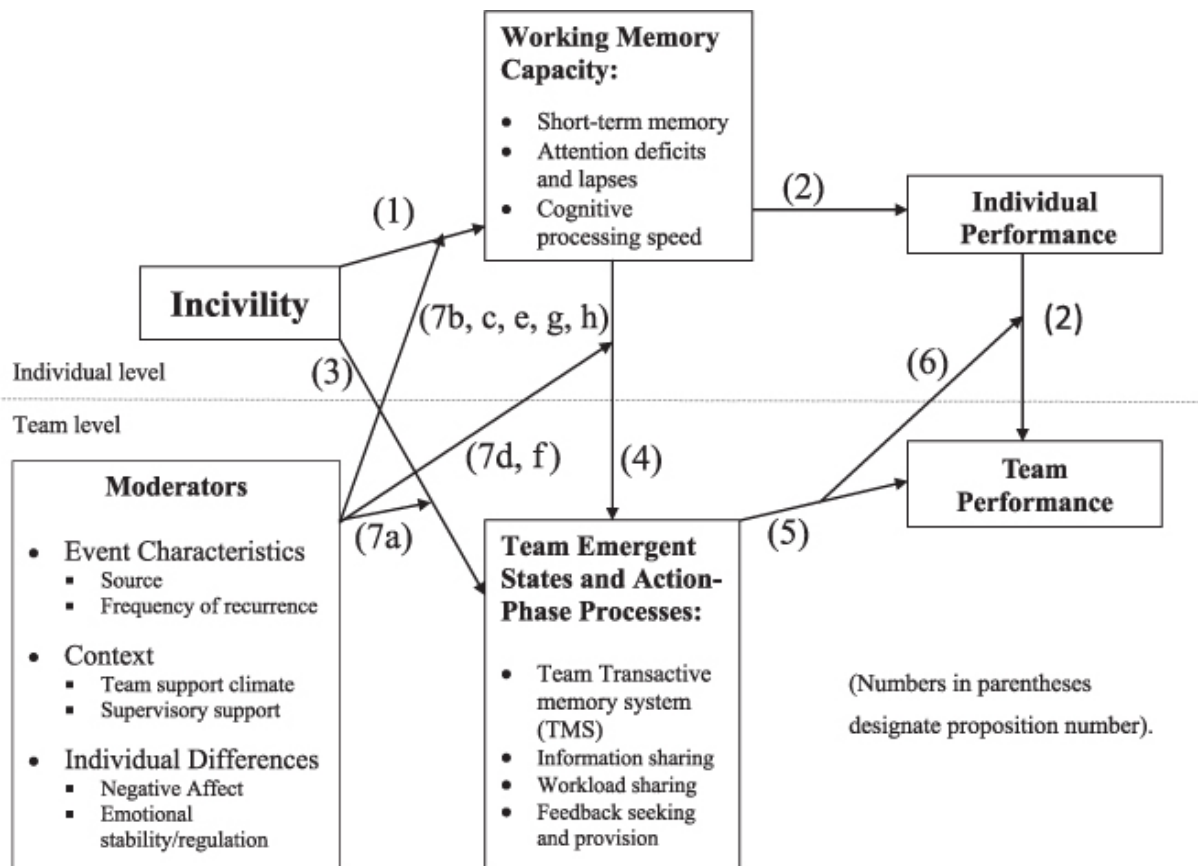 Working Memory
Capacity:
• Short-term memory
• Attention deficits
and lapses
• Cognitive
processing speed
(1)
(2)
Individual
Performance
Incivility
(7b, c, e, g, h)
(2)
(3)
(6)
Individual level
Team level
(7d, f)
(4)
Team
Performance
Moderators
• Event Characteristics
▪ Source
▪ Frequency of recurrence
• Context
▪ Team support climate
▪ Supervisory support
• Individual Differences
▪ Negative Affect
▪ Emotional
stability/regulation
(7a)
(5)
Team Emergent
States and Action-
Phase Processes:
• Team Transactive
memory system
(TMS)
• Information sharing
• Workload sharing
• Feedback seeking
and provision
(Numbers in parentheses
designate proposition number).